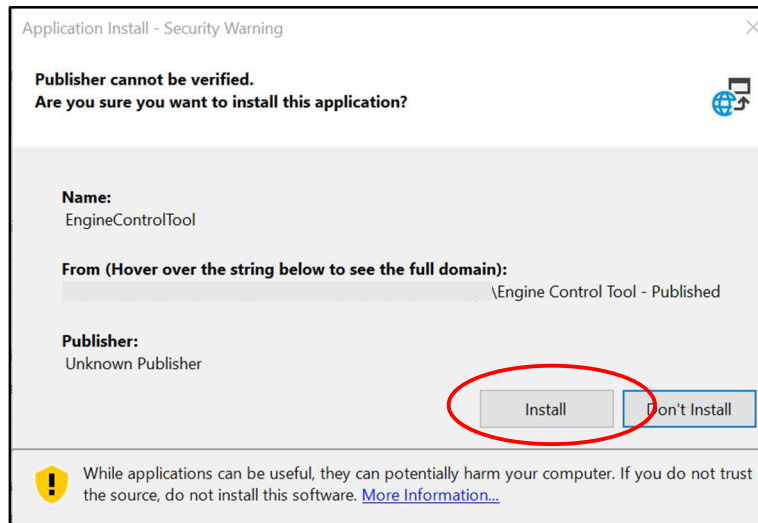 Application Install - Security Warning
Publisher cannot be verified.
Are you sure you want to install this application?
Name:
EngineControlTool
From (Hover over the string below to see the full domain):
\Engine Control Tool - Published
Publisher:
Unknown Publisher
Install
Don't Install
While applications can be useful, they can potentially harm your computer. If you do not trust
the source, do not install this software. More Information...